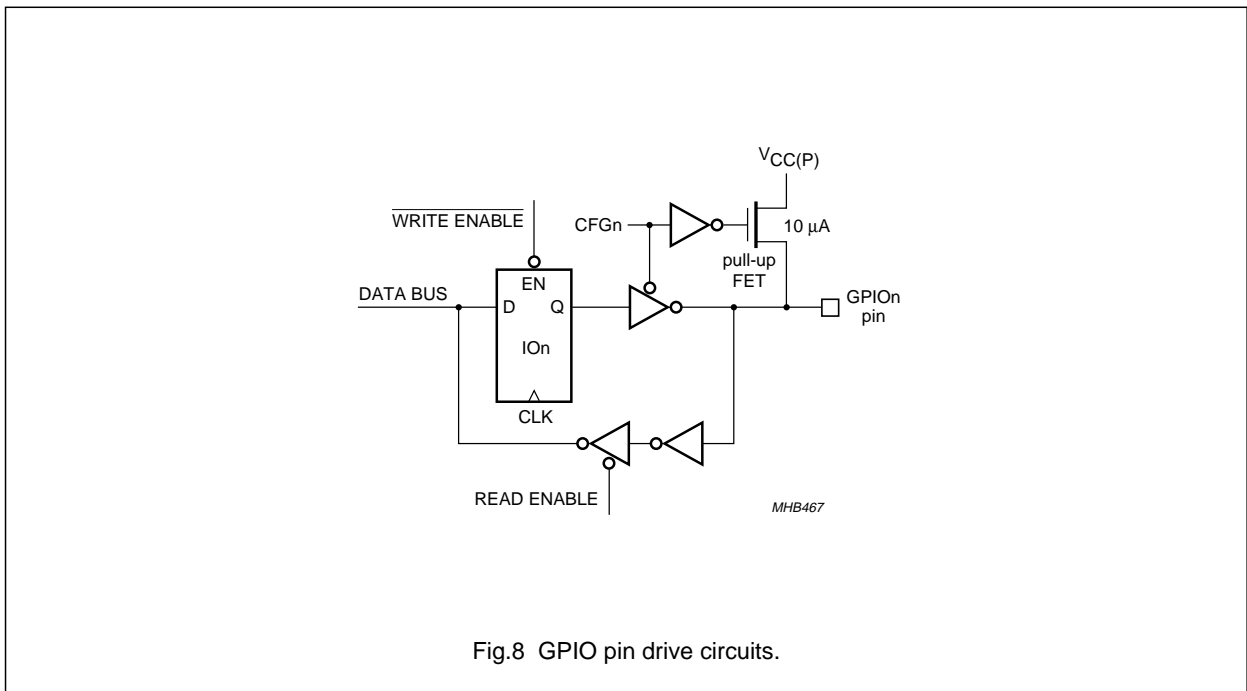 VCC(P)
WRITE ENABLE
CFGn
10 μA
pull-up
FET
EN
DATA BUS
D
Q
GPIOn
pin
IOn
CLK
READ ENABLE
MHB467
Fig.8 GPIO pin drive circuits.